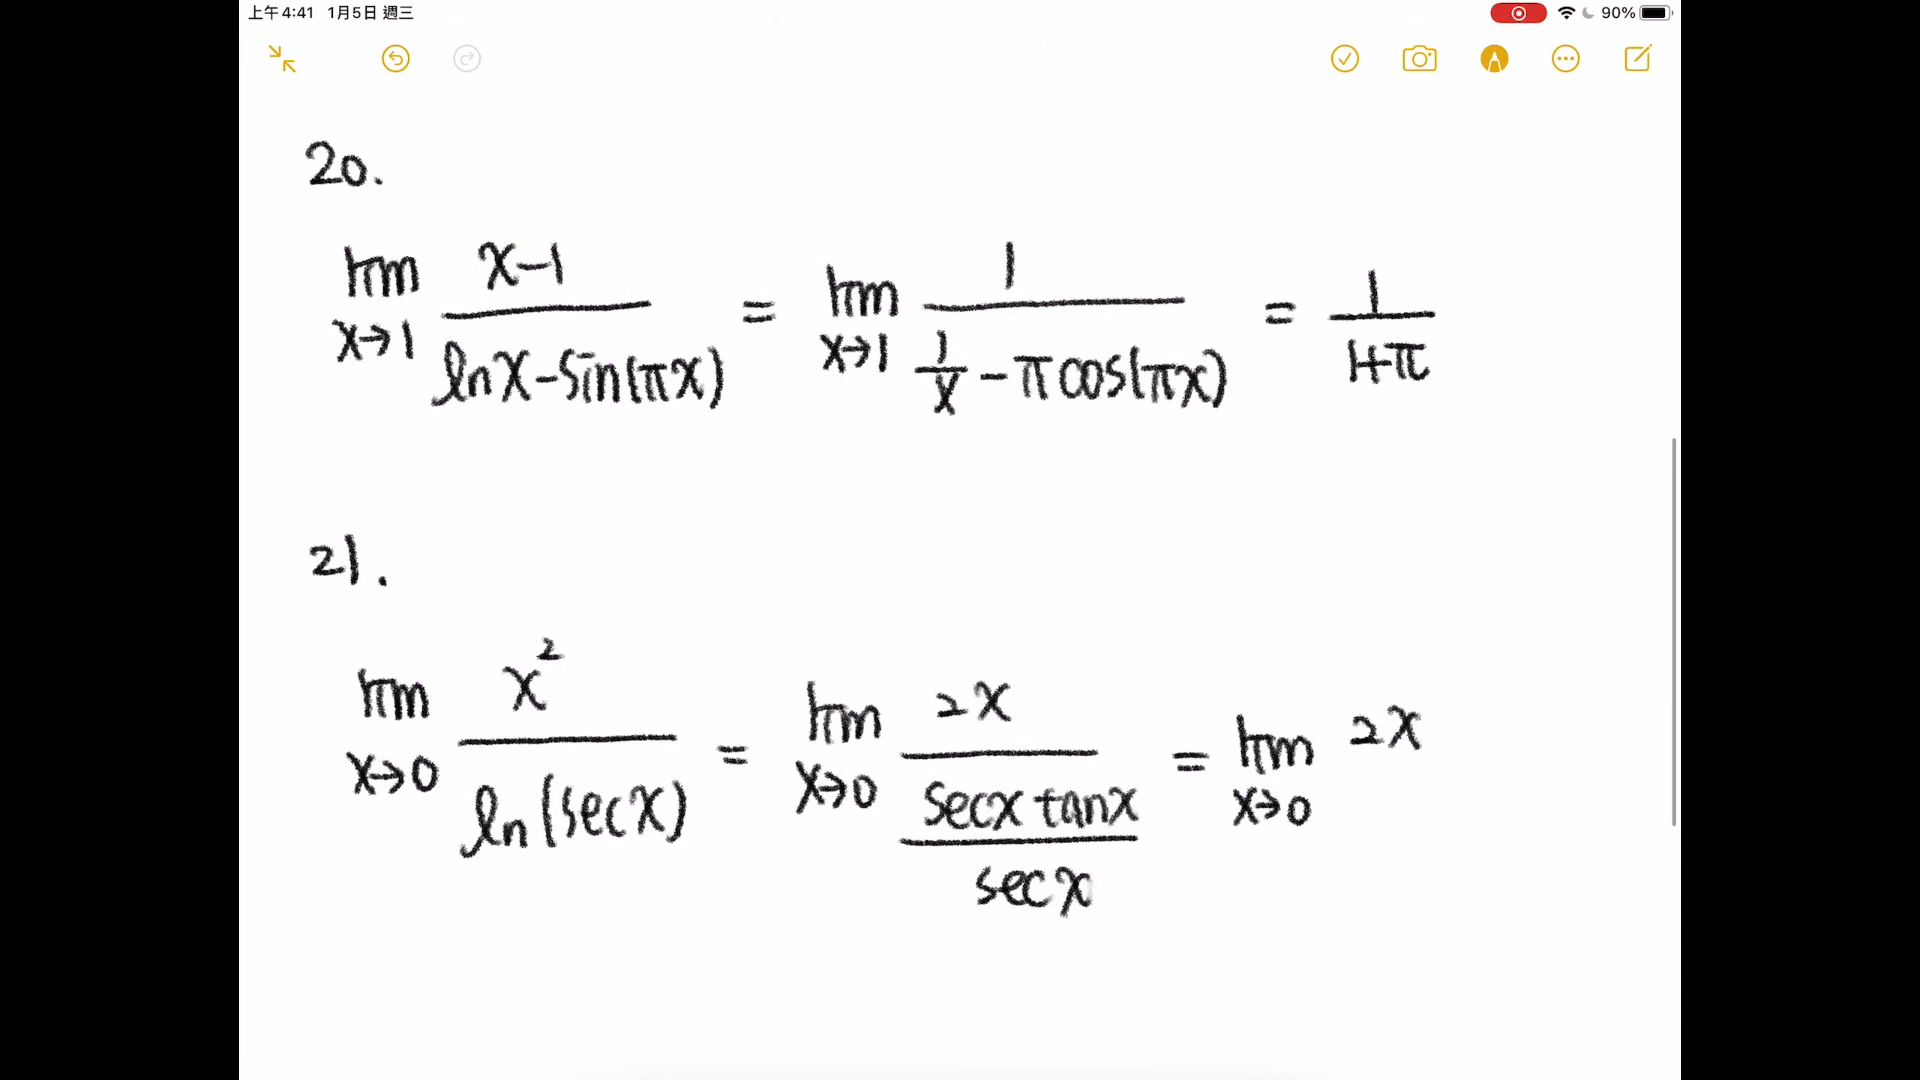 上午4:41 1月5日 週三 90%
20.
lim x→1 (x-1)/(lnx-sin(πx)) = lim x→1 1/(1/x - πcos(πx)) = 1/(1+π)
21.
lim x→0 x²/ln(secx) = lim x→0 2x/(secx tanx/secx) = lim x→0 2x